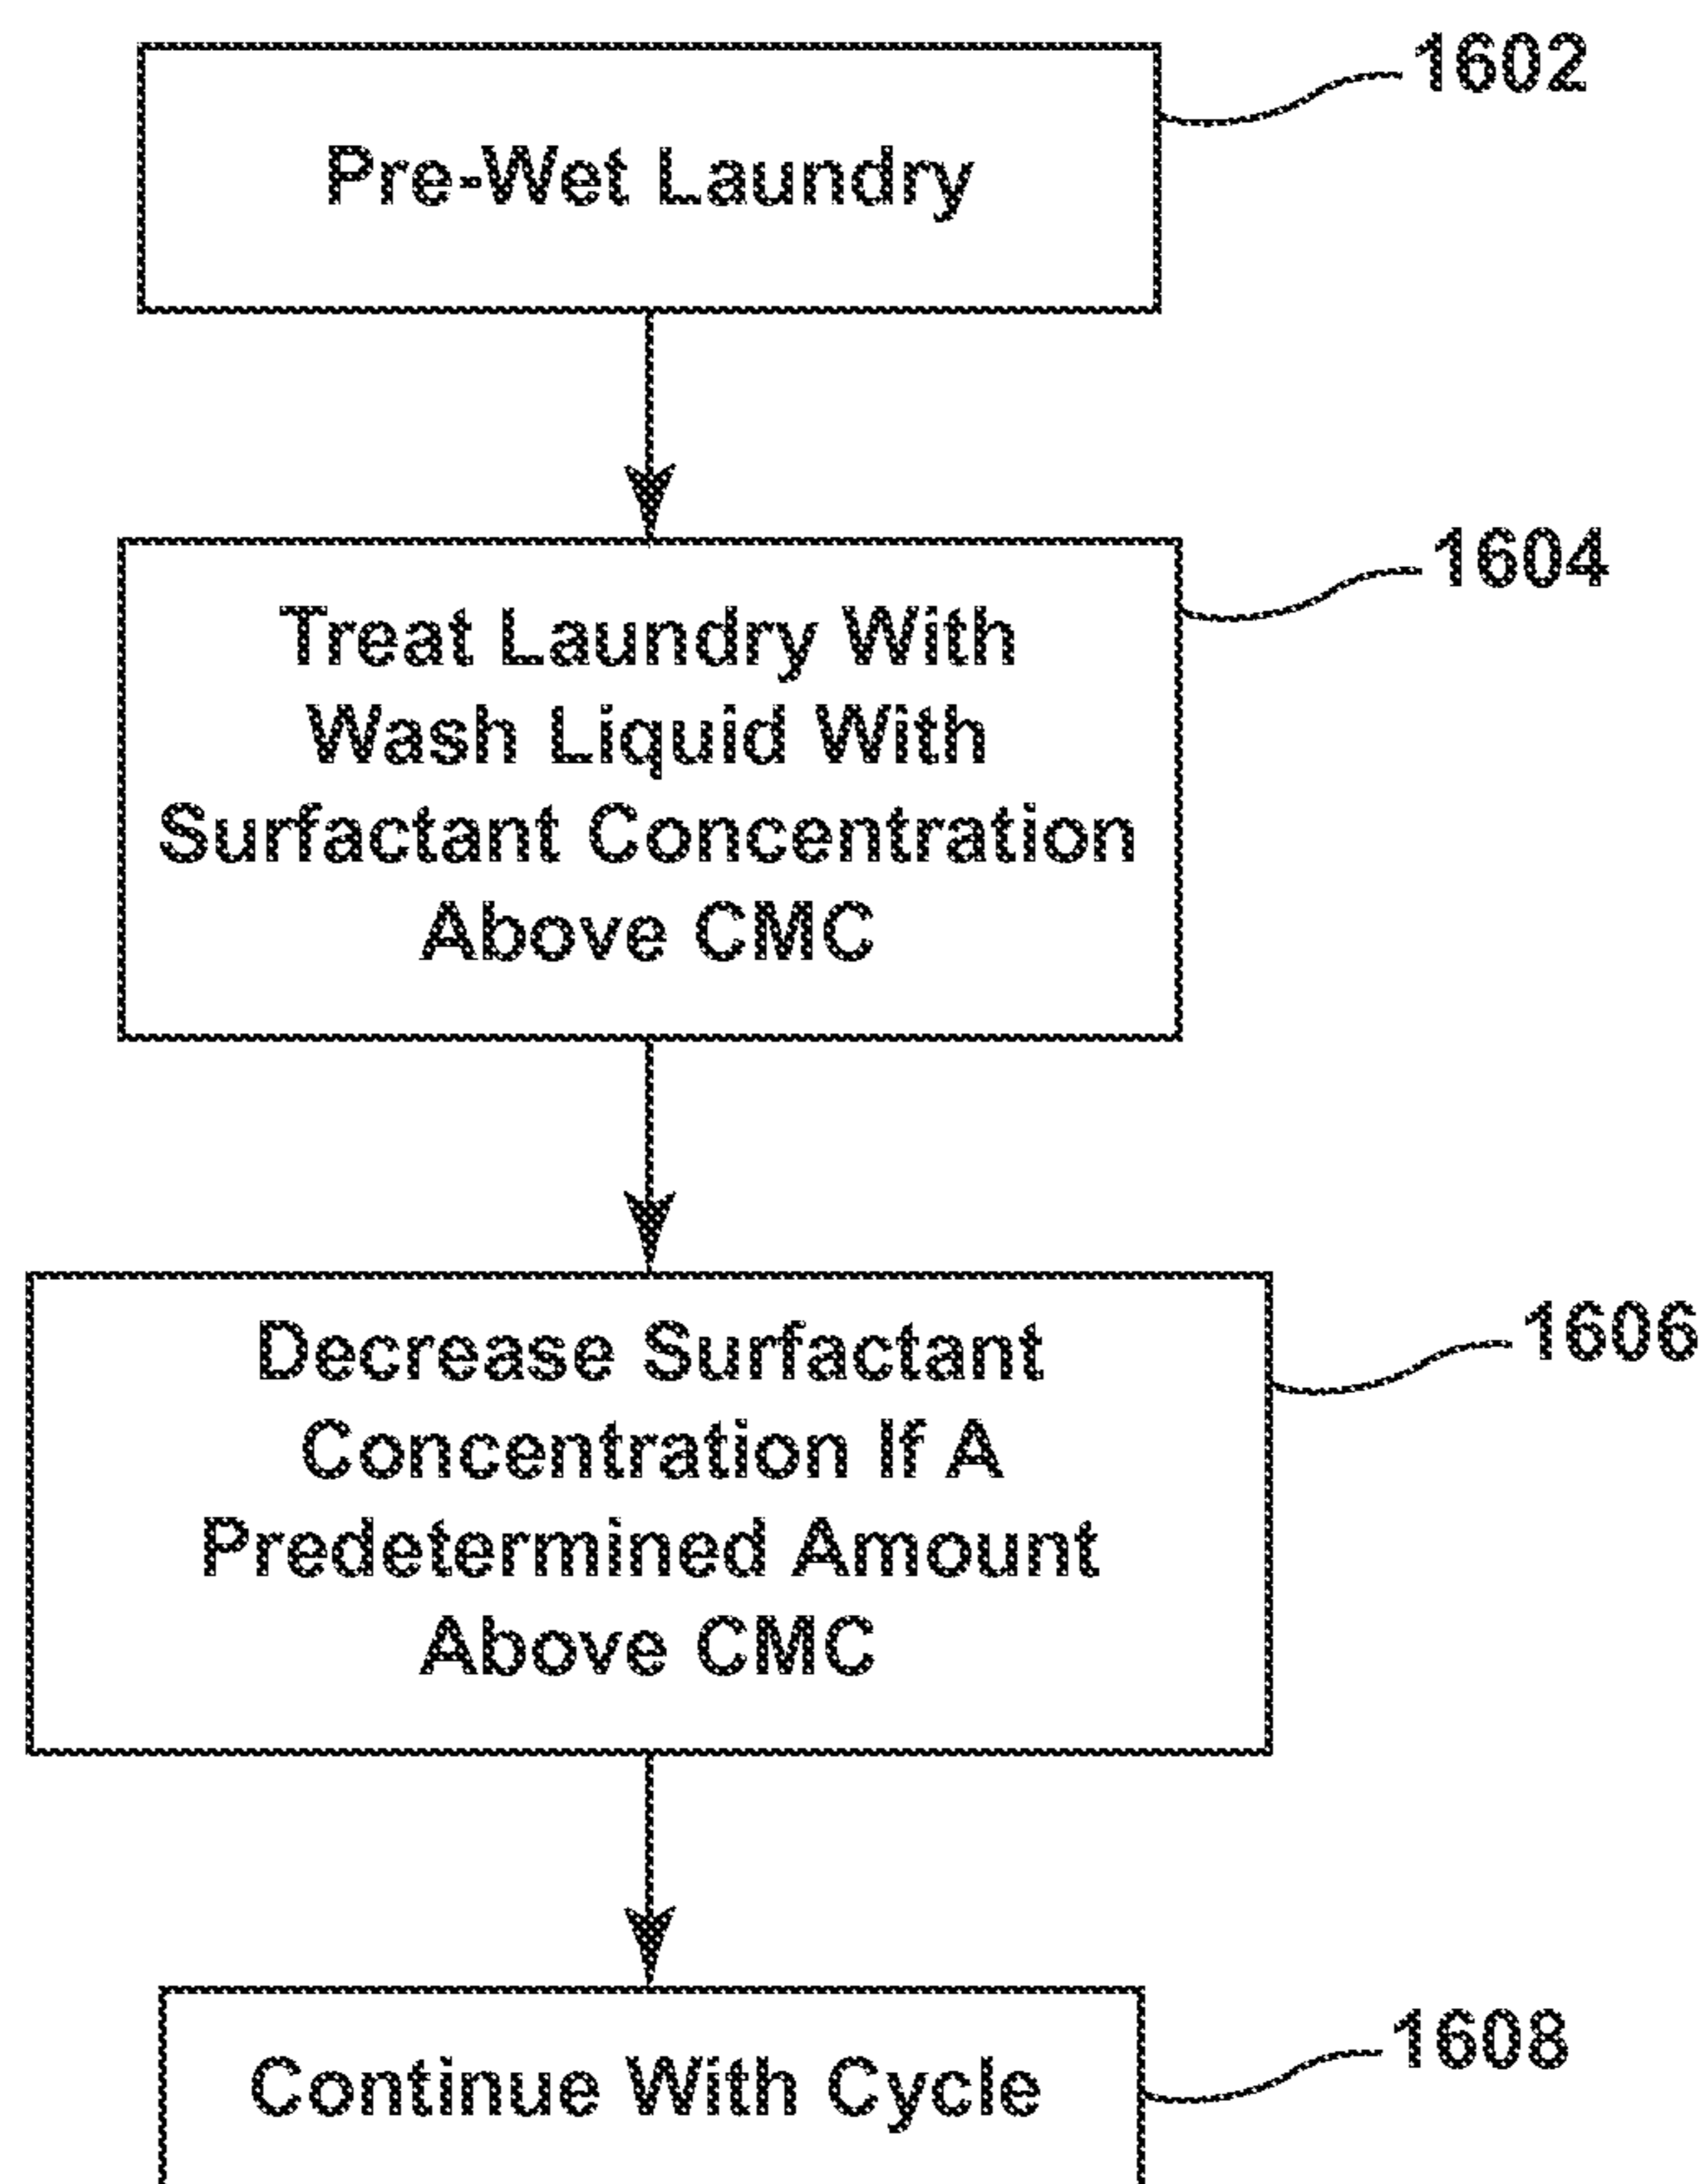 1602
Pre-Wet Laundry
1604
Treat Laundry With
Wash Liquid With
Surfactant Concentration
Above CMC
1606
Decrease Surfactant
Concentration If A
Predetermined Amount
Above CMC
1608
Continue With Cycle